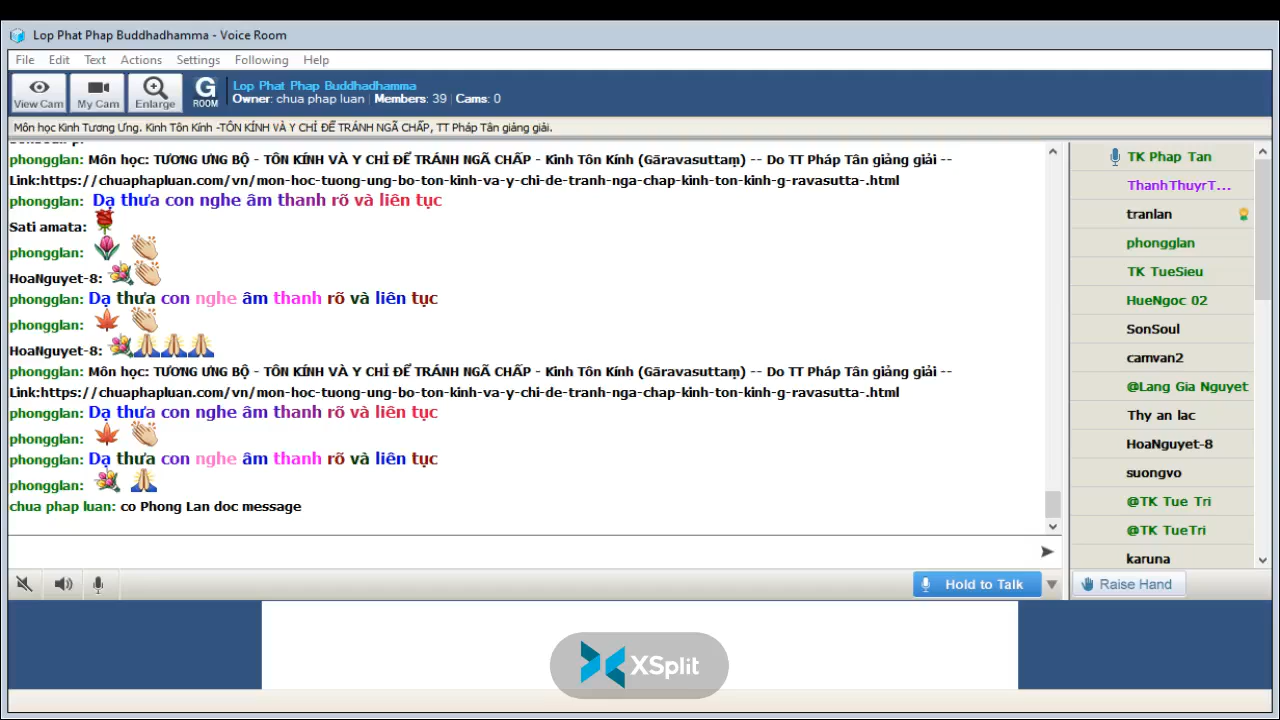 Lop Phat Phap Buddhadhamma - Voice Room
File Edit Text Actions Settings Following Help
View Cam My Cam Enlarge G ROOM
Lop Phat Phap Buddhadhamma
Owner: chua phap luan | Members: 39 | Cams: 0
Môn học Kinh Tương Ưng. Kinh Tôn Kính -TÔN KÍNH VÀ Y CHỈ ĐỂ TRÁNH NGÃ CHẤP, TT Pháp Tân giảng giải.
phongglan: Môn học: TƯƠNG ƯNG BỘ - TÔN KÍNH VÀ Y CHỈ ĐỂ TRÁNH NGÃ CHẤP - Kinh Tôn Kính (Gāravasuttaṃ) -- Do TT Pháp Tân giảng giải --
Link:https://chuaphapluan.com/vn/mon-hoc-tuong-ung-bo-ton-kinh-va-y-chi-de-tranh-nga-chap-kinh-ton-kinh-g-ravasutta-.html
phongglan: Dạ thưa con nghe âm thanh rõ và liên tục
Sati amata:
phongglan:
HoaNguyet-8:
phongglan: Dạ thưa con nghe âm thanh rõ và liên tục
phongglan:
HoaNguyet-8:
phongglan: Môn học: TƯƠNG ƯNG BỘ - TÔN KÍNH VÀ Y CHỈ ĐỂ TRÁNH NGÃ CHẤP - Kinh Tôn Kính (Gāravasuttaṃ) -- Do TT Pháp Tân giảng giải --
Link:https://chuaphapluan.com/vn/mon-hoc-tuong-ung-bo-ton-kinh-va-y-chi-de-tranh-nga-chap-kinh-ton-kinh-g-ravasutta-.html
phongglan: Dạ thưa con nghe âm thanh rõ và liên tục
phongglan:
phongglan: Dạ thưa con nghe âm thanh rõ và liên tục
phongglan:
chua phap luan: co Phong Lan doc message
TK Phap Tan
ThanhThuyrT...
tranlan
phongglan
TK TueSieu
HueNgoc 02
SonSoul
camvan2
@Lang Gia Nguyet
Thy an lac
HoaNguyet-8
suongvo
@TK Tue Tri
@TK TueTri
karuna
Hold to Talk
Raise Hand
XSplit